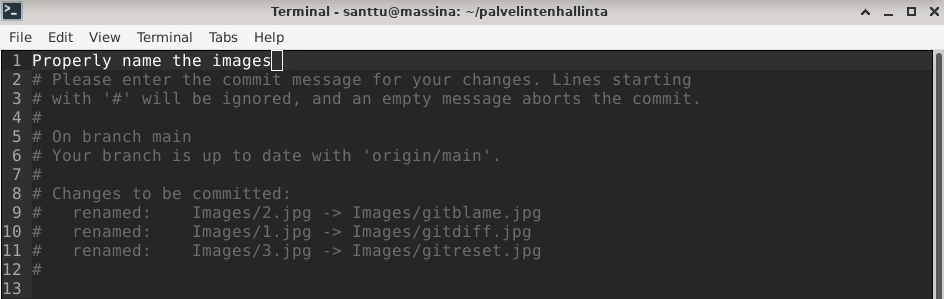 Terminal - santtu@massina: ~/palvelintenhallinta
File Edit View Terminal Tabs Help
1 Properly name the images
2 # Please enter the commit message for your changes. Lines starting
3 # with '#' will be ignored, and an empty message aborts the commit.
4 #
5 # On branch main
6 # Your branch is up to date with 'origin/main'.
7 #
8 # Changes to be committed:
9 #   renamed:    Images/2.jpg -> Images/gitblame.jpg
10 #   renamed:    Images/1.jpg -> Images/gitdiff.jpg
11 #   renamed:    Images/3.jpg -> Images/gitreset.jpg
12 #
13